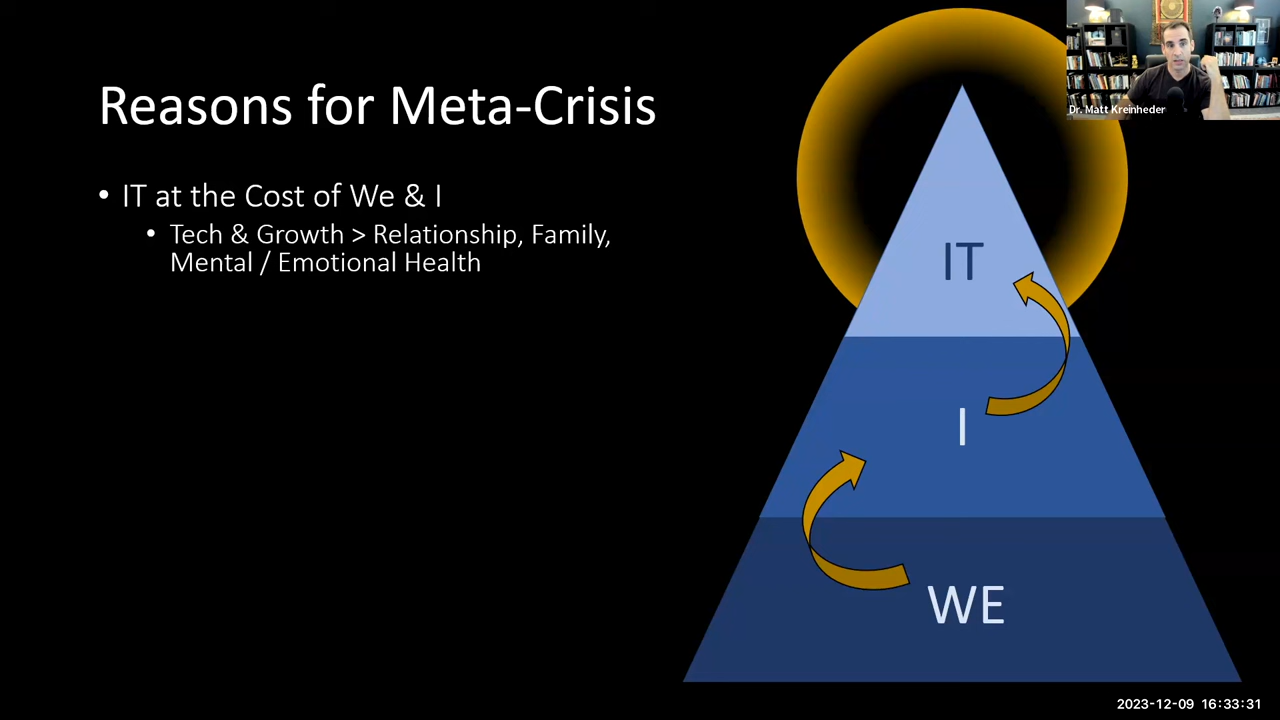 Reasons for Meta-Crisis
• IT at the Cost of We & I
• Tech & Growth > Relationship, Family,
Mental / Emotional Health
IT
I
WE
Dr. Matt Kreinheder
2023-12-09 16:33:31